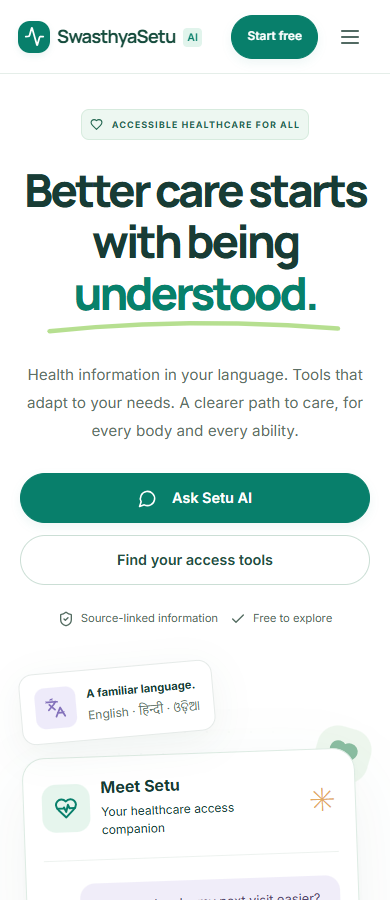 SwasthyaSetu AI Start free
ACCESSIBLE HEALTHCARE FOR ALL
Better care starts
with being
understood.
Health information in your language. Tools that
adapt to your needs. A clearer path to care, for
every body and every ability.
Ask Setu AI
Find your access tools
Source-linked information Free to explore
A familiar language.
English · हिन्दी · ଓଡ଼ିଆ
Meet Setu
Your healthcare access
companion
next visit easier?